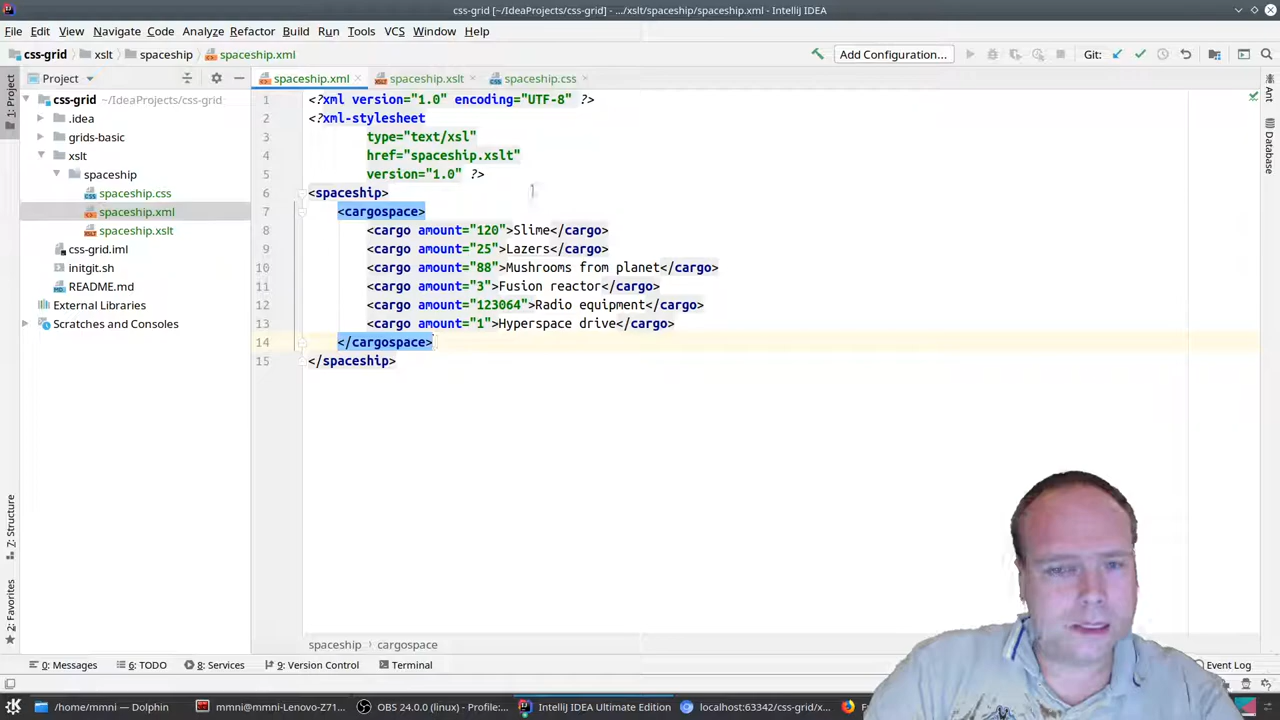 css-grid [~/IdeaProjects/css-grid] - .../xslt/spaceship/spaceship.xml - IntelliJ IDEA
File Edit View Navigate Code Analyze Refactor Build Run Tools VCS Window Help
css-grid xslt spaceship spaceship.xml Add Configuration... Git:
1: Project
Project
spaceship.xml spaceship.xslt spaceship.css
css-grid ~/IdeaProjects/css-grid
.idea
grids-basic
xslt
spaceship
spaceship.css
spaceship.xml
spaceship.xslt
css-grid.iml
initgit.sh
README.md
External Libraries
Scratches and Consoles
1 <?xml version="1.0" encoding="UTF-8" ?>
2 <?xml-stylesheet
3 type="text/xsl"
4 href="spaceship.xslt"
5 version="1.0" ?>
6 <spaceship>
7 <cargospace>
8 <cargo amount="120">Slime</cargo>
9 <cargo amount="25">Lazers</cargo>
10 <cargo amount="88">Mushrooms from planet</cargo>
11 <cargo amount="3">Fusion reactor</cargo>
12 <cargo amount="123064">Radio equipment</cargo>
13 <cargo amount="1">Hyperspace drive</cargo>
14 </cargospace>
15 </spaceship>
Ant
Database
Z: Structure
2: Favorites
spaceship cargospace
0: Messages 6: TODO 8: Services 9: Version Control Terminal Event Log
/home/mmni — Dolphin mmni@mmni-Lenovo-Z71... OBS 24.0.0 (linux) - Profile:... IntelliJ IDEA Ultimate Edition localhost:63342/css-grid/x...